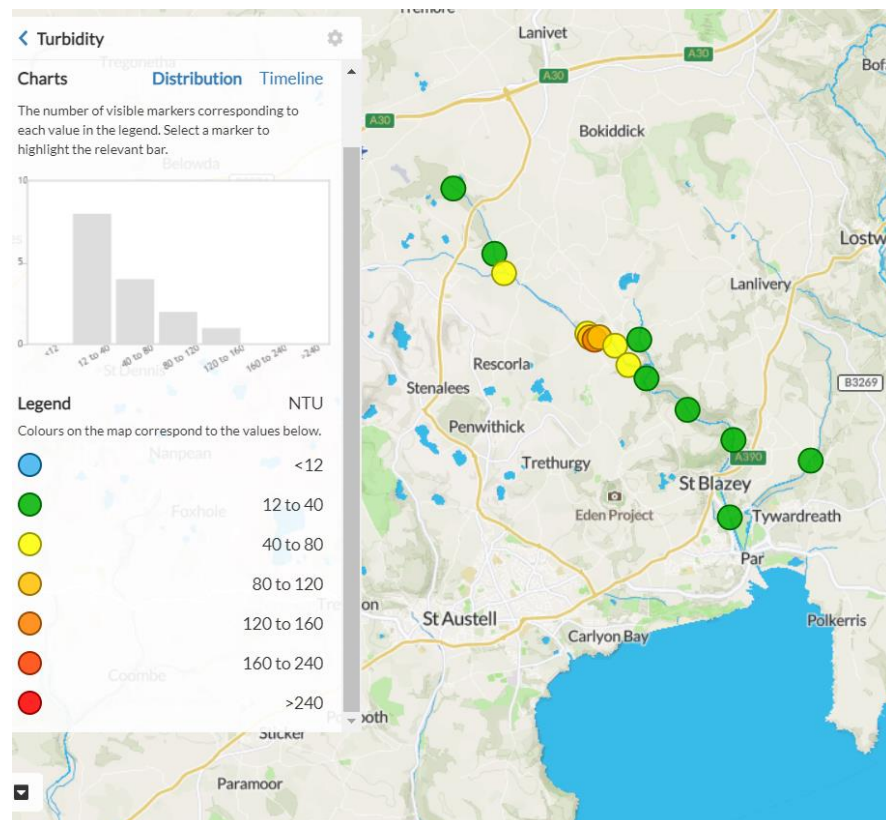 Turbidity
Tregonetha
Charts
Distribution
Timeline
The number of visible markers corresponding to
each value in the legend. Select a marker to
highlight the relevant bar.
Belowda
10
5
0
<12
12 to 40
40 to 80
80 to 120
120 to 160
160 to 240
>240
St Dennis
Legend
NTU
Colours on the map correspond to the values below.
Nanpean
<12
12 to 40
Foxhole
40 to 80
80 to 120
120 to 160
160 to 240
Coombe
>240
Sticker
Paramoor
Lanivet
A30
A30
A30
Bokiddick
Lanlivery
Rescorla
Stenalees
B3269
Penwithick
Trethurgy
A390
St Blazey
Eden Project
Tywardreath
Par
St Austell
Carlyon Bay
Polkerris